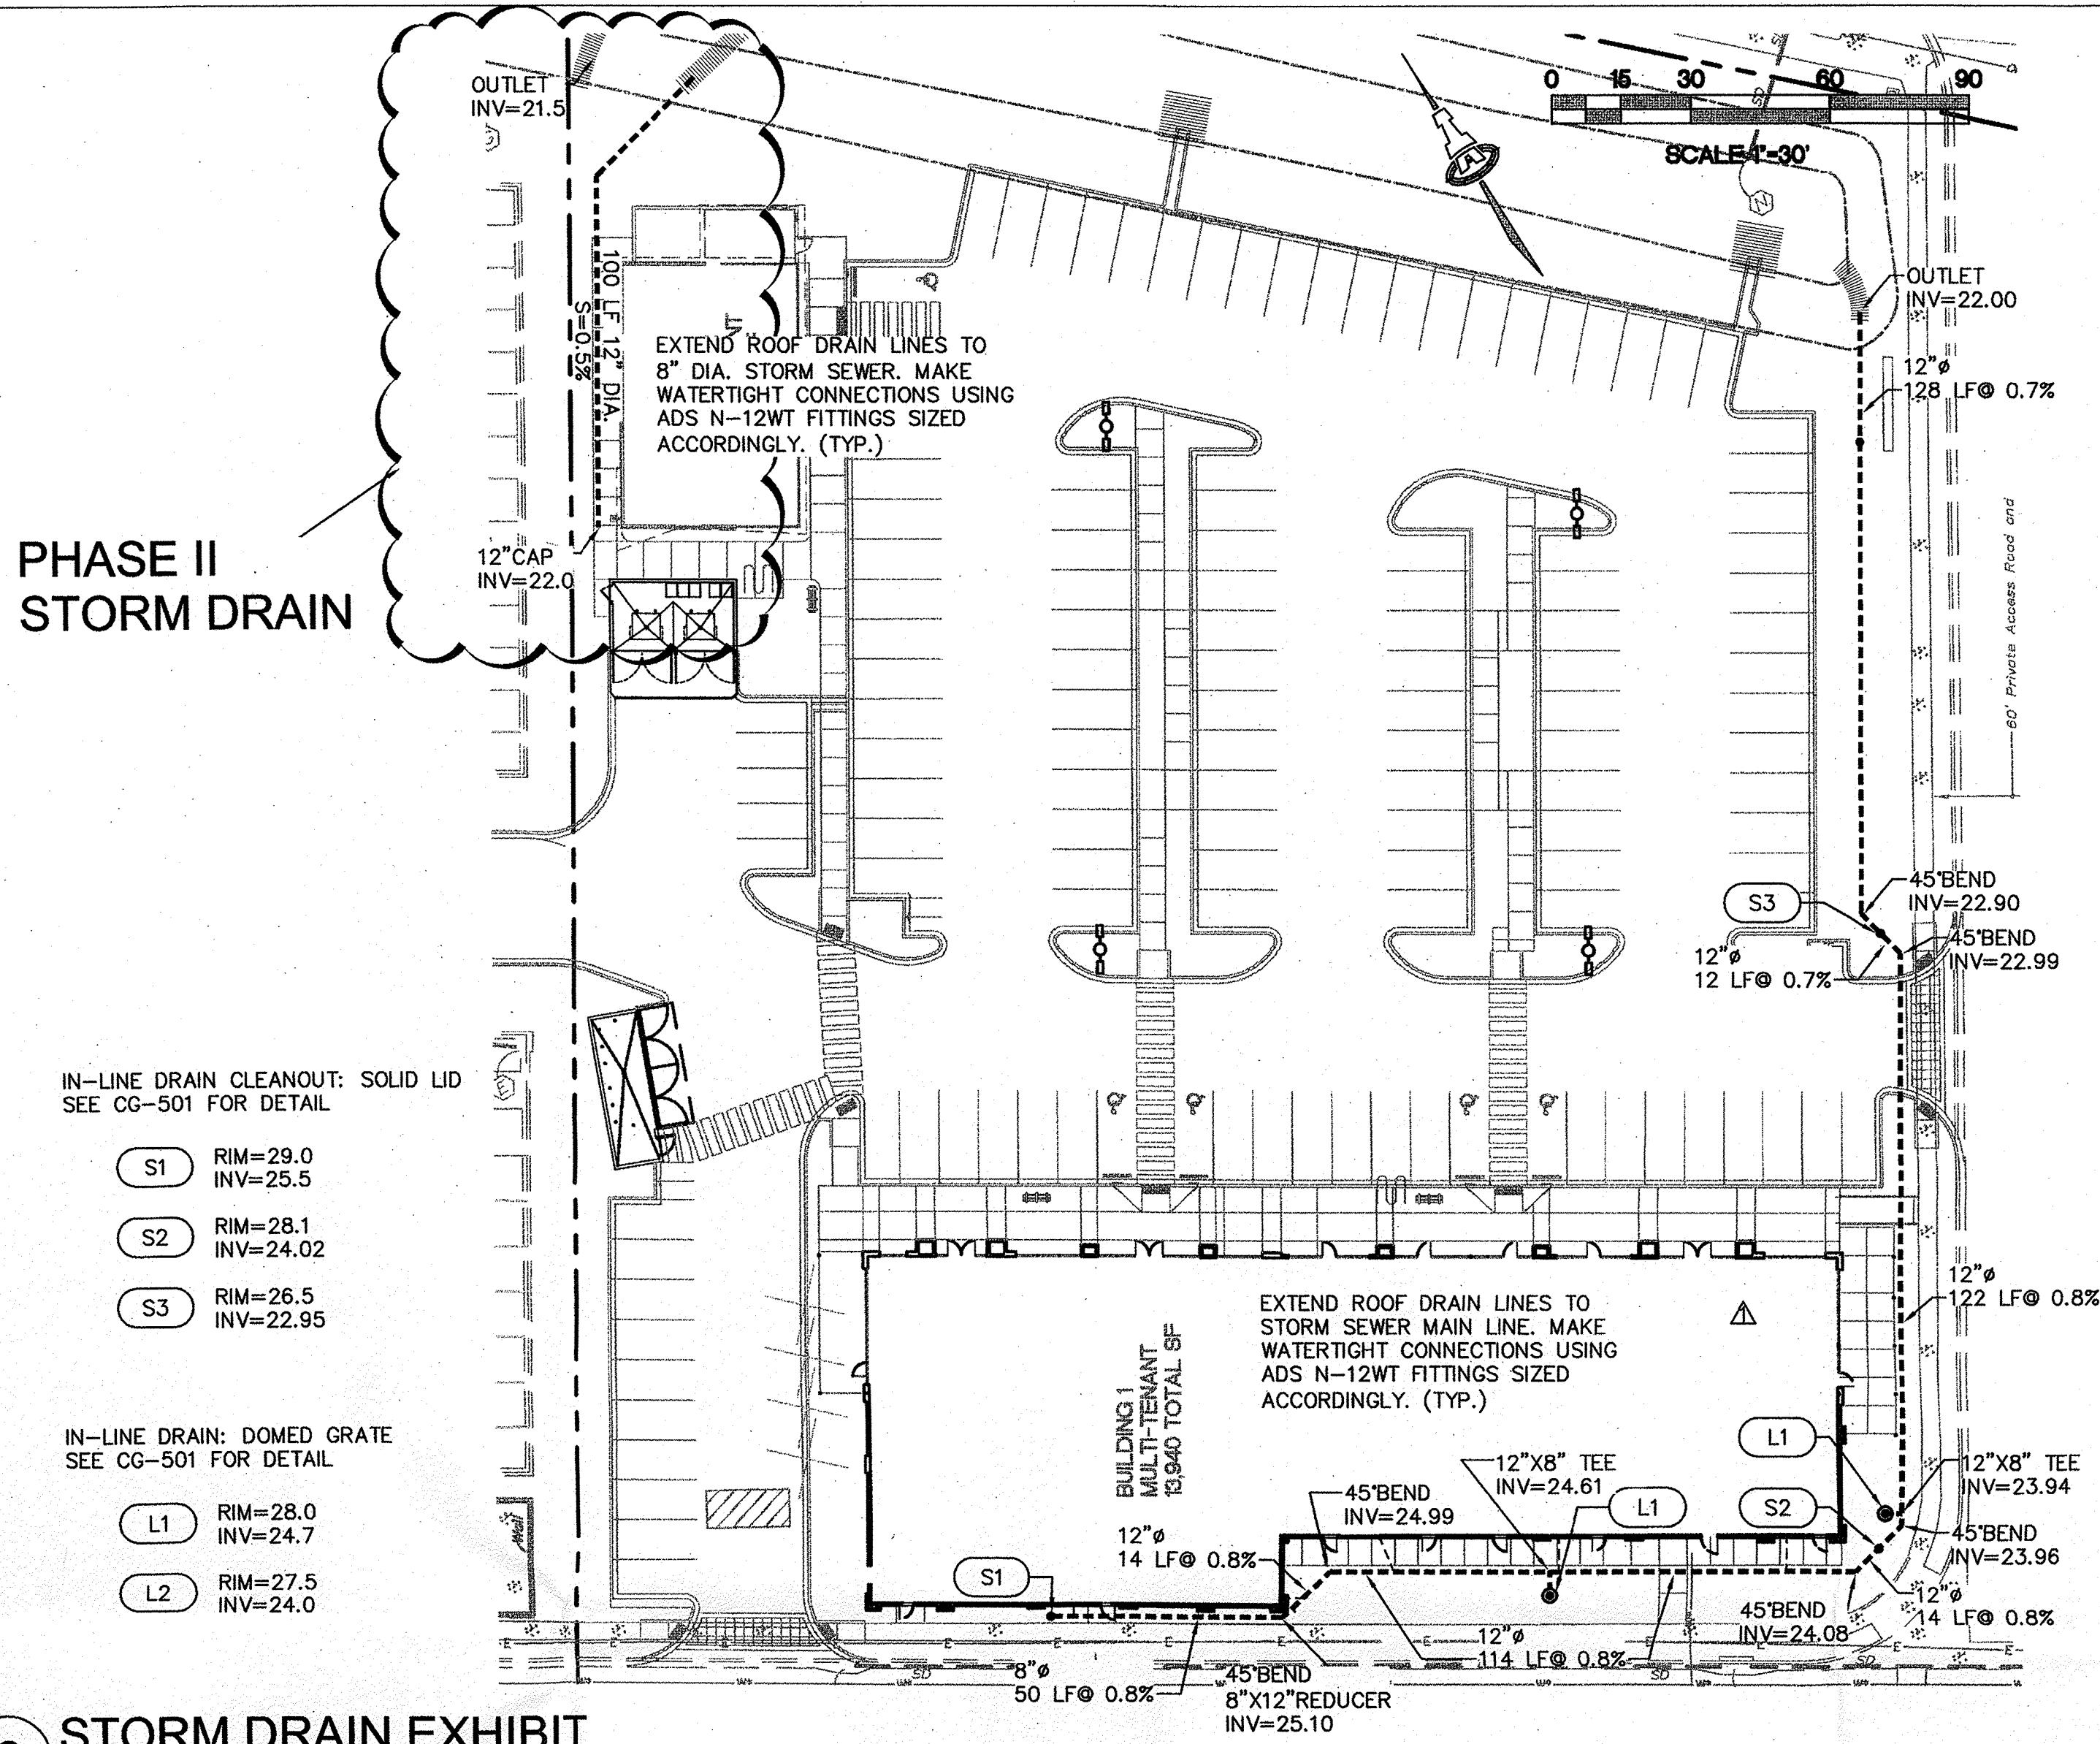 OUTLET
INV=21.5
0 15 30 60 90
SCALE 1"-30'
SD
SD
N
A
OUTLET
INV=22.00
12"ø
128 LF@ 0.7%
100 LF 12" DIA.
S=0.5%
NT
EXTEND ROOF DRAIN LINES TO
8" DIA. STORM SEWER. MAKE
WATERTIGHT CONNECTIONS USING
ADS N-12WT FITTINGS SIZED
ACCORDINGLY. (TYP.)
PHASE II
STORM DRAIN
12"CAP
INV=22.0
60' Private Access Road and
S3
45°BEND
INV=22.90
45°BEND
INV=22.99
12"ø
12 LF@ 0.7%
IN-LINE DRAIN CLEANOUT: SOLID LID
SEE CG-501 FOR DETAIL
S1
RIM=29.0
INV=25.5
S2
RIM=28.1
INV=24.02
S3
RIM=26.5
INV=22.95
IN-LINE DRAIN: DOMED GRATE
SEE CG-501 FOR DETAIL
L1
RIM=28.0
INV=24.7
L2
RIM=27.5
INV=24.0
E
Wall
12"ø
122 LF@ 0.8%
EXTEND ROOF DRAIN LINES TO
STORM SEWER MAIN LINE. MAKE
WATERTIGHT CONNECTIONS USING
ADS N-12WT FITTINGS SIZED
ACCORDINGLY. (TYP.)
1
BUILDING 1
MULTI-TENANT
13,940 TOTAL SF
L1
12"X8" TEE
INV=24.61
12"X8" TEE
INV=23.94
45°BEND
INV=24.99
L1
S2
12"ø
14 LF@ 0.8%
45°BEND
INV=23.96
S1
12"ø
14 LF@ 0.8%
45°BEND
INV=24.08
12"ø
114 LF@ 0.8%
8"ø
50 LF@ 0.8%
45°BEND
8"X12"REDUCER
INV=25.10
E E E E E E
SD SD SD
STORM DRAIN EXHIBIT